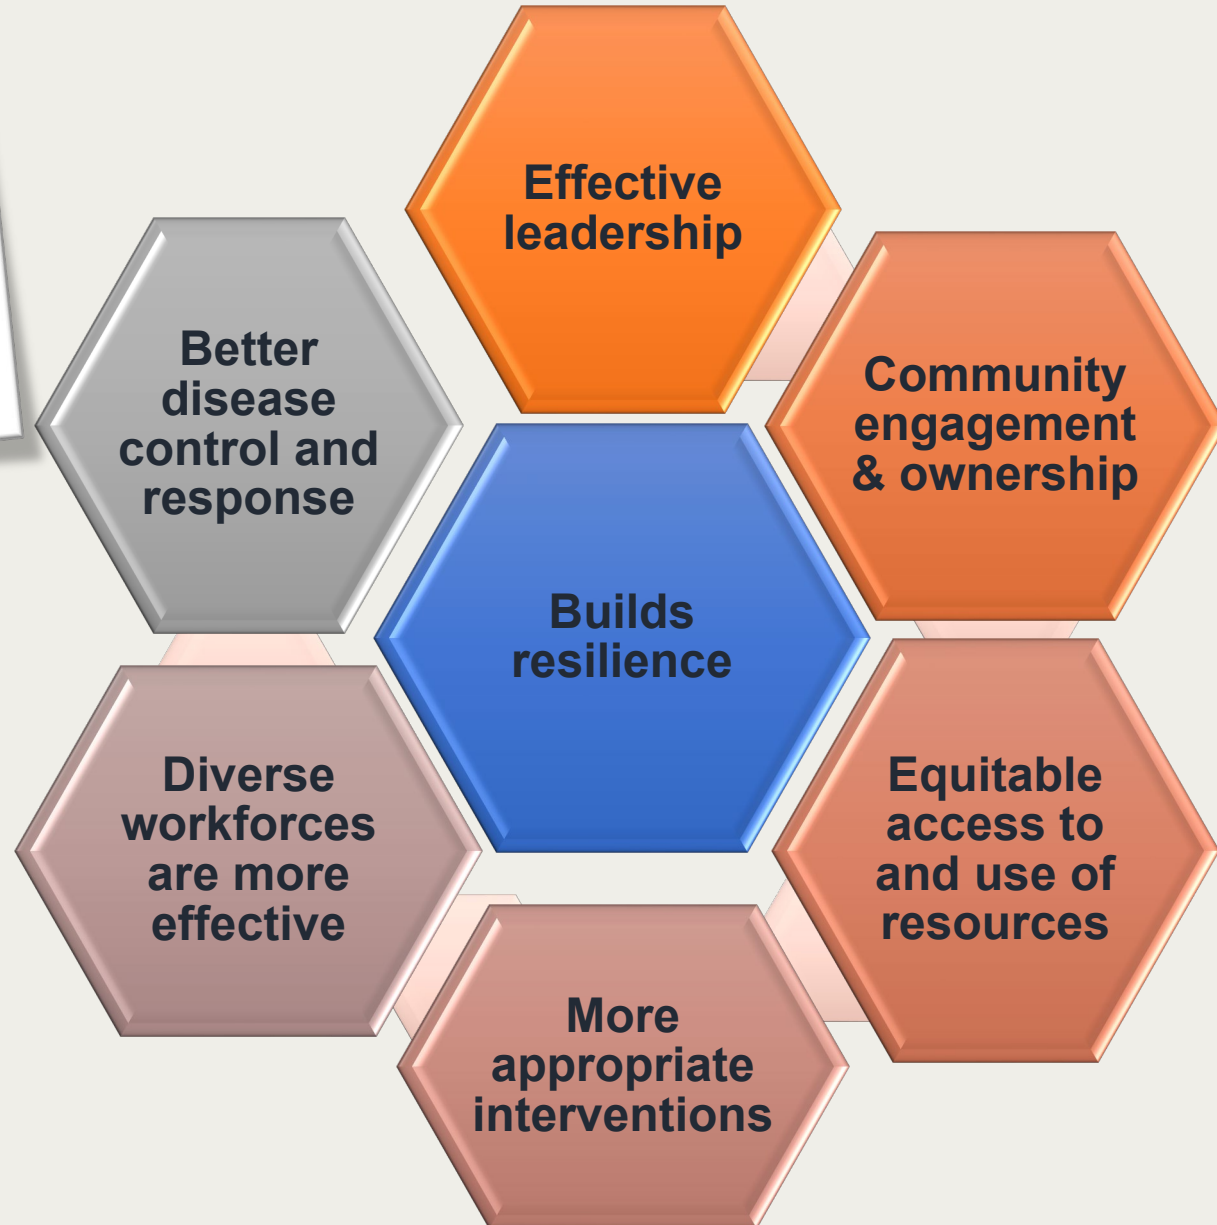 Effective
leadership
Community
engagement
& ownership
Equitable
access to
and use of
resources
More
appropriate
interventions
Diverse
workforces
are more
effective
Better
disease
control and
response
Builds
resilience